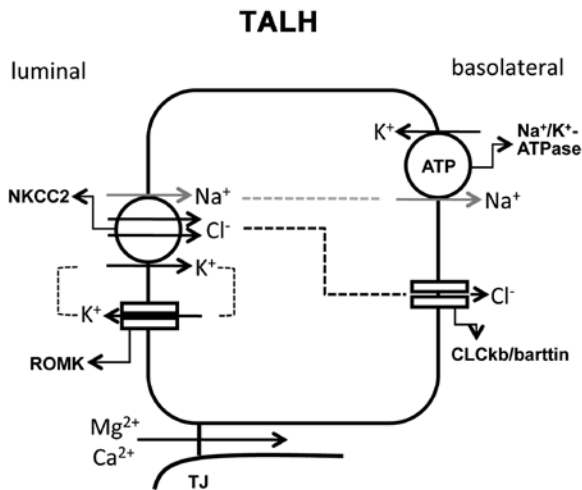 TALH
luminal
basolateral
K⁺
Na⁺/K⁺-
ATPase
ATP
NKCC2
Na⁺
Na⁺
Cl⁻
K⁺
Cl⁻
K⁺
CLCkb/barttin
ROMK
Mg²⁺
Ca²⁺
TJ